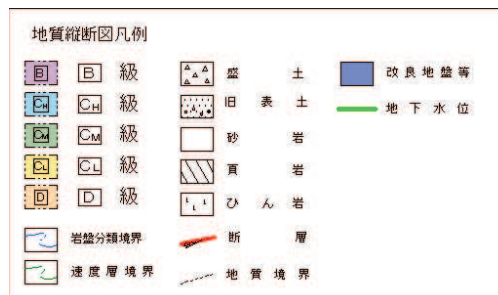 地質縦断図凡例
B B 級 盛土 改良地盤等
CH CH 級 旧表土 地下水位
CM CM 級 砂岩
CL CL 級 頁岩
D D 級 ひん岩
岩盤分類境界 断層
速度層境界 地質境界